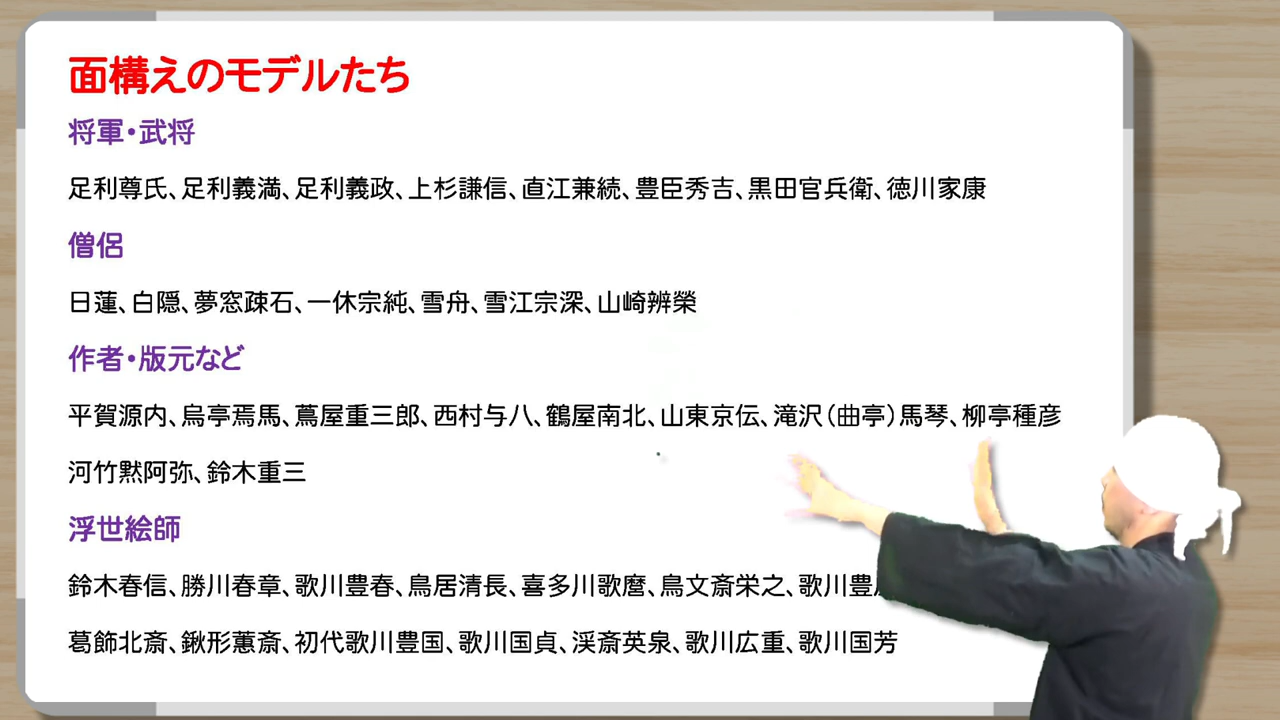 面構えのモデルたち
将軍・武将
足利尊氏、足利義満、足利義政、上杉謙信、直江兼続、豊臣秀吉、黒田官兵衛、徳川家康
僧侶
日蓮、白隠、夢窓疎石、一休宗純、雪舟、雪江宗深、山崎辨榮
作者・版元など
平賀源内、烏亭焉馬、蔦屋重三郎、西村与八、鶴屋南北、山東京伝、滝沢（曲亭）馬琴、柳亭種彦
河竹黙阿弥、鈴木重三
浮世絵師
鈴木春信、勝川春章、歌川豊春、鳥居清長、喜多川歌麿、鳥文斎栄之、歌川豊
葛飾北斎、鍬形蕙斎、初代歌川豊国、歌川国貞、渓斎英泉、歌川広重、歌川国芳